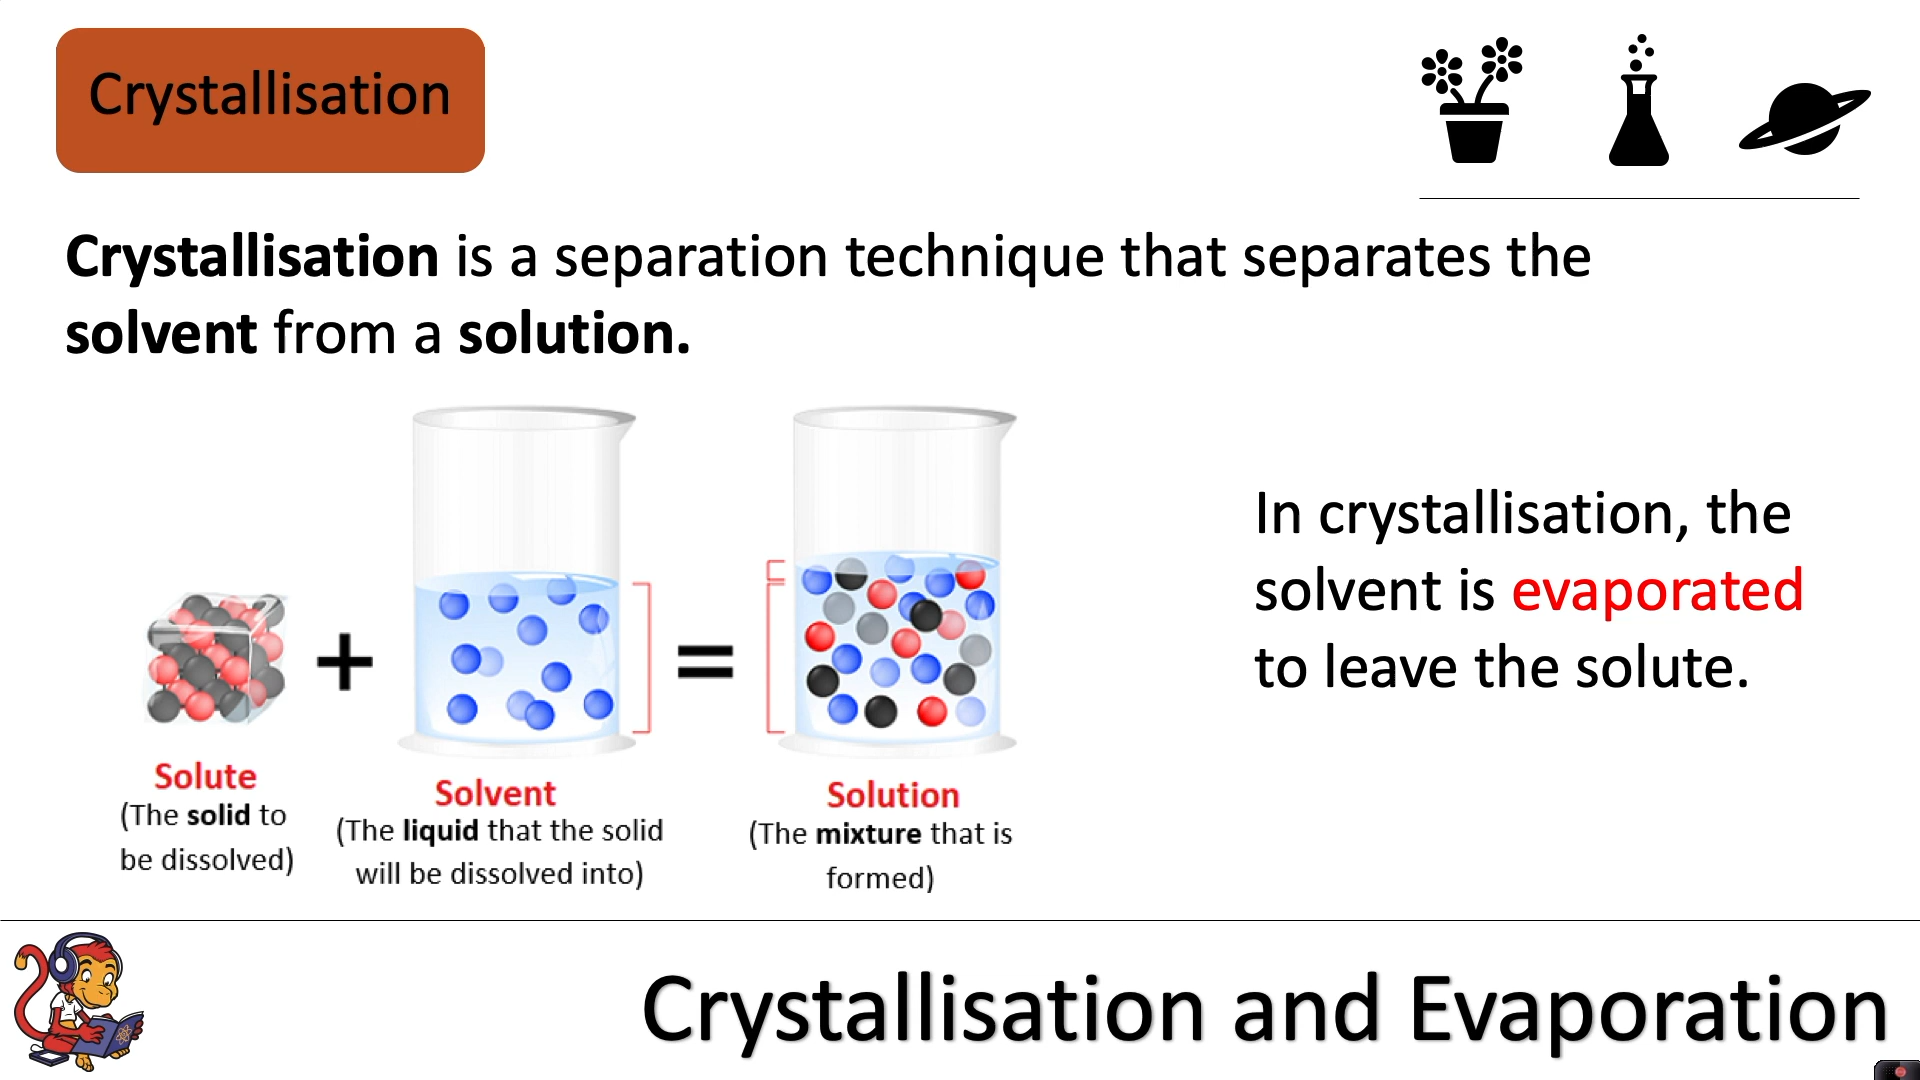 Crystallisation
Crystallisation is a separation technique that separates the
solvent from a solution.
In crystallisation, the
solvent is evaporated
to leave the solute.
+
=
Solute
(The solid to
be dissolved)
Solvent
(The liquid that the solid
will be dissolved into)
Solution
(The mixture that is
formed)
Crystallisation and Evaporation